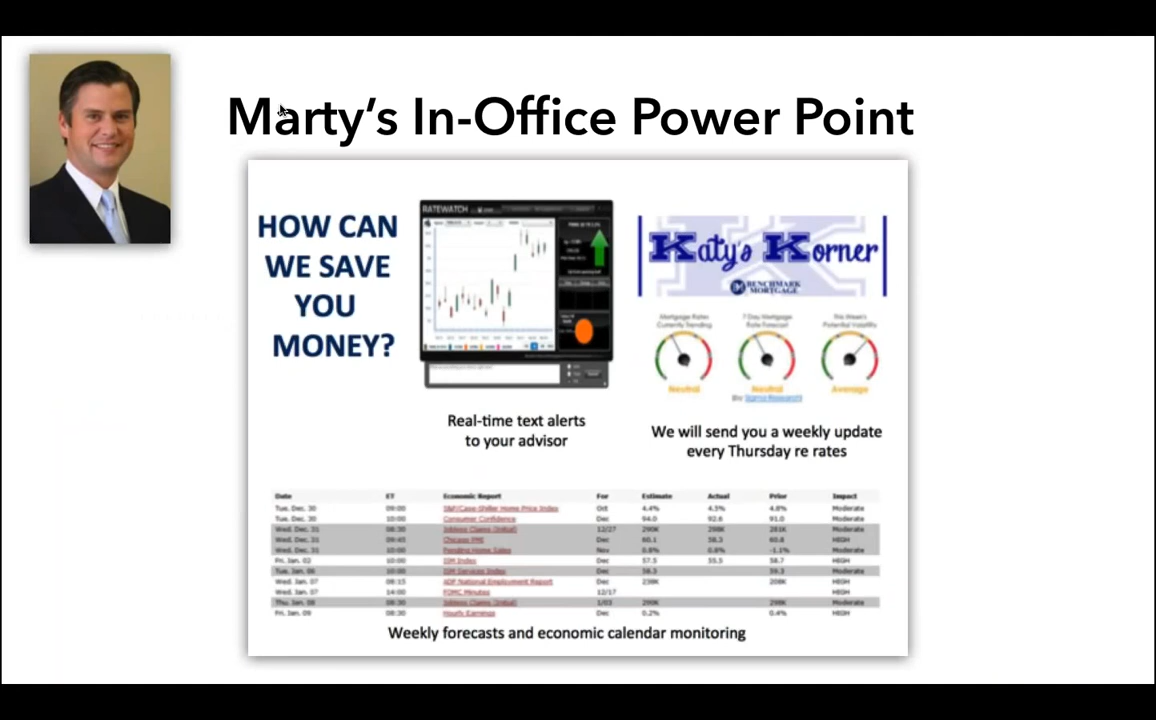 Marty's In-Office Power Point
HOW CAN
WE SAVE
YOU
MONEY?
RATEWATCH
Katy's Korner
BENCHMARK
MORTGAGE
Mortgage Rates
Currently Trending
7 Day Mortgage
Rate Forecast
This Week's
Potential Volatility
Neutral
Neutral
Average
Real-time text alerts
to your advisor
We will send you a weekly update
every Thursday re rates
Date ET Economic Report For Estimate Actual Prior Impact
Tue. Dec. 30 09:00 S&P/Case-Shiller Home Price Index Oct 4.4% 4.5% 4.8% Moderate
Tue. Dec. 30 10:00 Consumer Confidence Dec 94.0 92.6 91.0 Moderate
Wed. Dec. 31 08:30 Jobless Claims (Initial) 12/27 290K 298K 281K Moderate
Wed. Dec. 31 09:45 Chicago PMI Dec 60.1 58.3 60.8 HIGH
Wed. Dec. 31 10:00 Pending Home Sales Nov 0.8% 0.8% -1.1% Moderate
Fri. Jan. 02 10:00 ISM Index Dec 57.5 55.5 58.7 HIGH
Tue. Jan. 06 10:00 ISM Services Index Dec 58.5 59.3 Moderate
Wed. Jan. 07 08:15 ADP National Employment Report Dec 208K HIGH
Wed. Jan. 07 14:00 FOMC Minutes 12/17 HIGH
Thu. Jan. 08 08:30 Jobless Claims (Initial) 1/03 298K Moderate
Fri. Jan. 09 08:30 Hourly Earnings Dec 0.2% 0.4% HIGH
Weekly forecasts and economic calendar monitoring